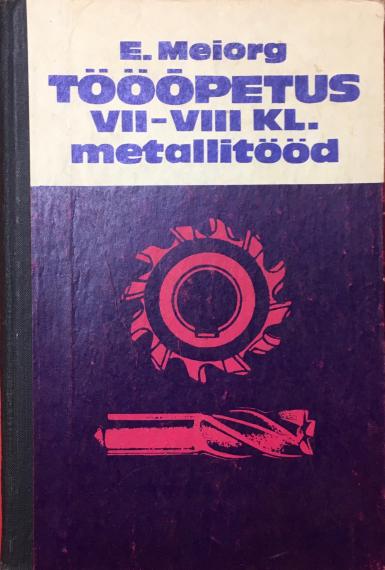 E. Meiorg
TÖÖÕPETUS
VII-VIII KL.
metallitööd